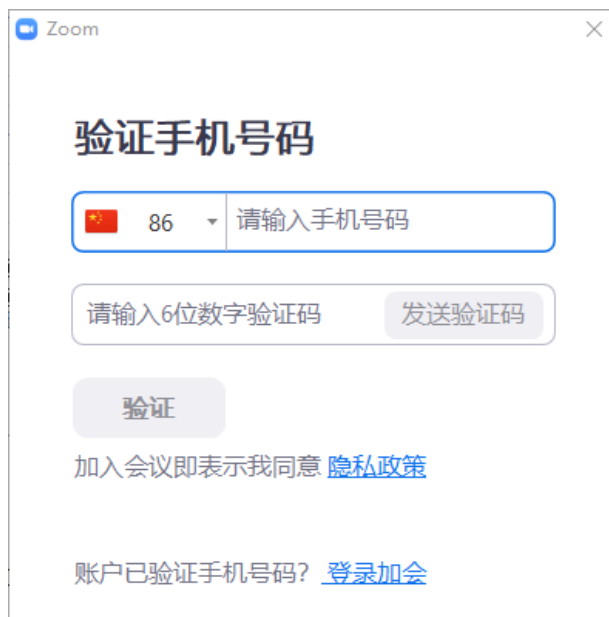 Zoom
验证手机号码
86 请输入手机号码
请输入6位数字验证码 发送验证码
验证
加入会议即表示我同意 隐私政策
账户已验证手机号码？ 登录加会